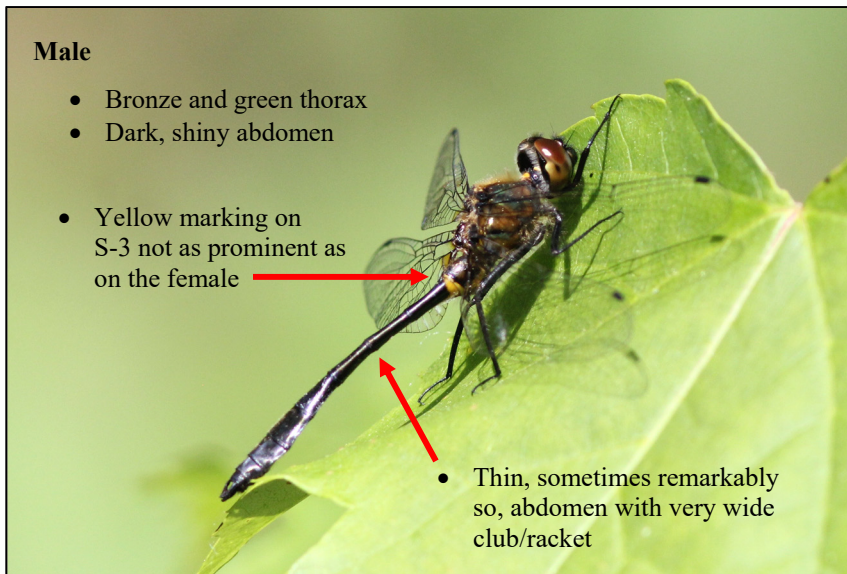 Male
• Bronze and green thorax
• Dark, shiny abdomen
• Yellow marking on
S-3 not as prominent as
on the female
• Thin, sometimes remarkably
so, abdomen with very wide
club/racket